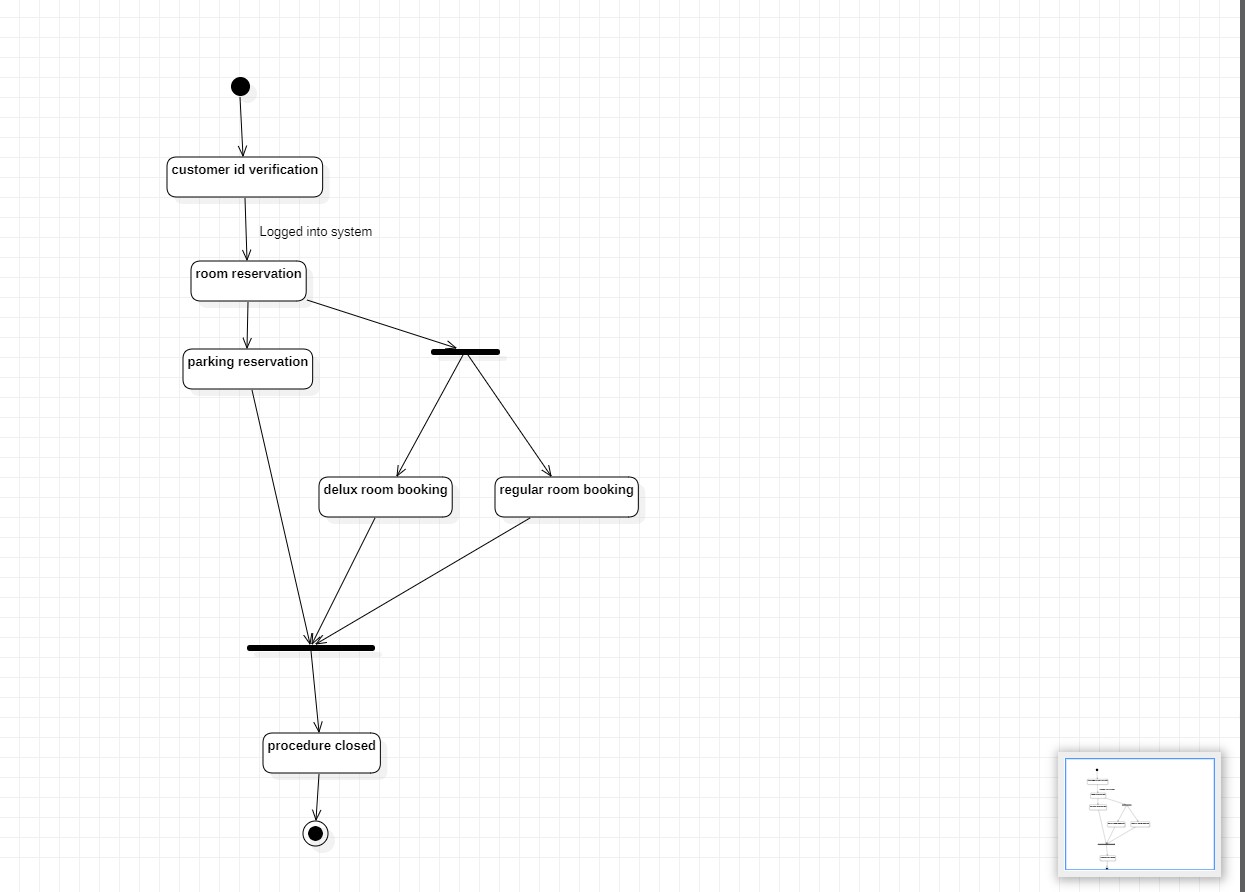 customer id verification
Logged into system
room reservation
parking reservation
delux room booking
regular room booking
procedure closed